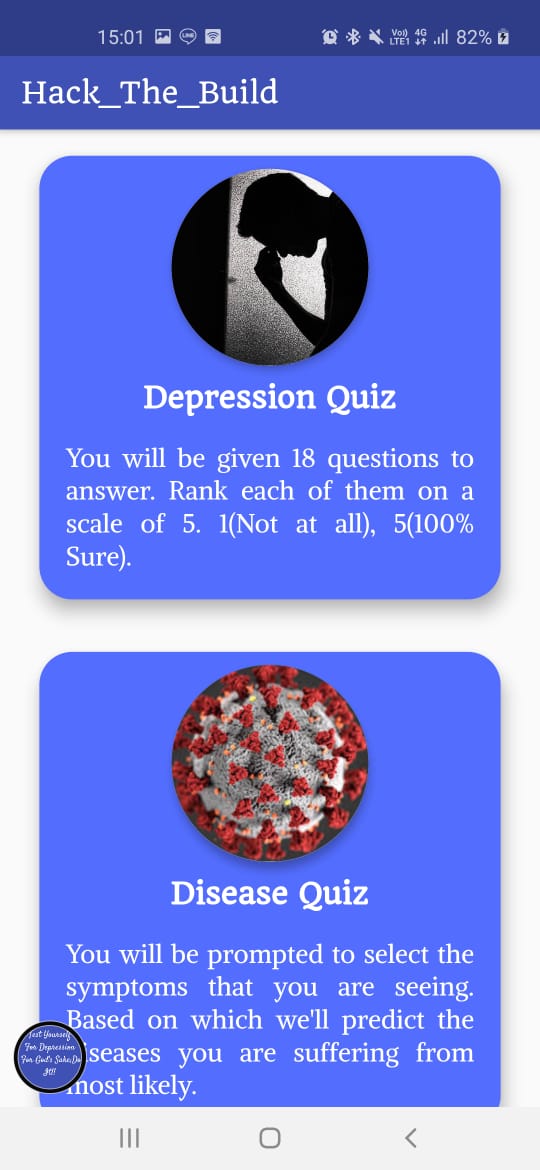 15:01 LINE Vo)) LTE1 4G 82%
Hack_The_Build
Depression Quiz
You will be given 18 questions to
answer. Rank each of them on a
scale of 5. 1(Not at all), 5(100%
Sure).
Disease Quiz
You will be prompted to select the
symptoms that you are seeing.
Based on which we'll predict the
diseases you are suffering from
most likely.
Test Yourself
For Depression
For God's Sake,Do
It!!